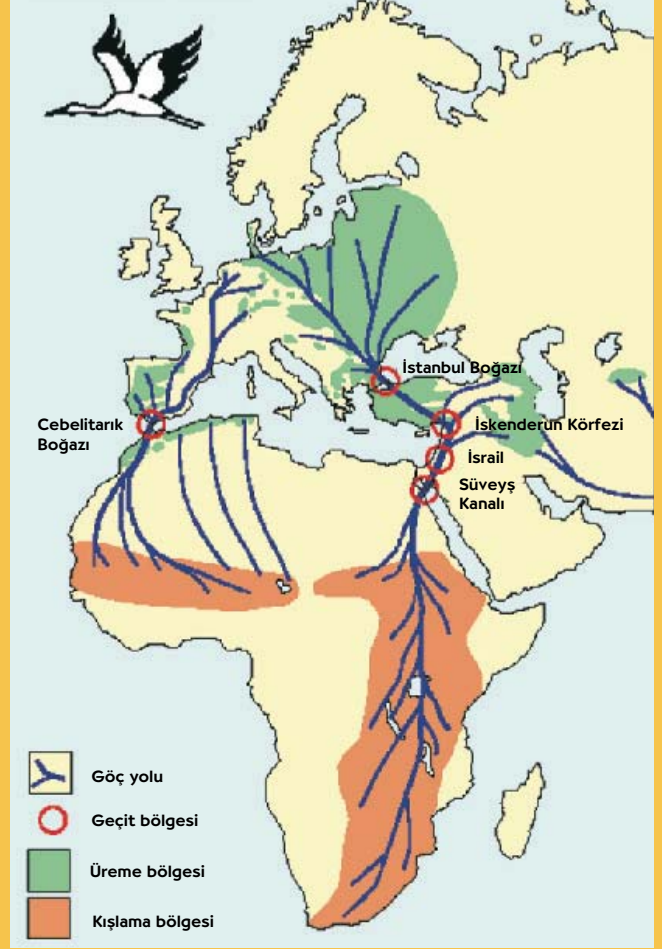 İstanbul Boğazı
Cebelitarık
Boğazı
İskenderun Körfezi
İsrail
Süveyş
Kanalı
Göç yolu
Geçit bölgesi
Üreme bölgesi
Kışlama bölgesi